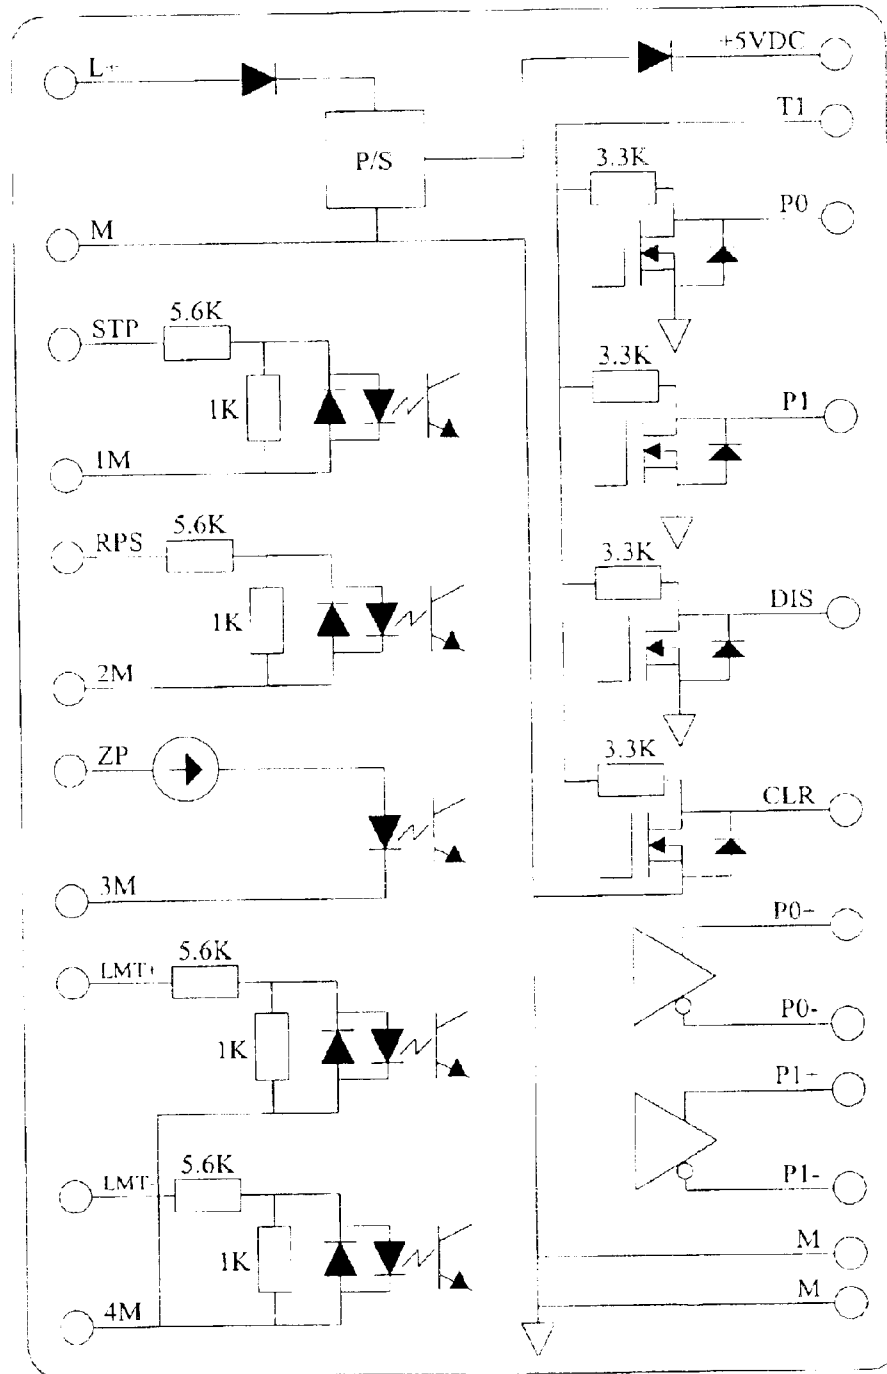 L+
+5VDC
T1
P/S
3.3K
P0
M
STP
5.6K
1K
3.3K
P1
1M
RPS
5.6K
1K
3.3K
DIS
2M
ZP
3.3K
CLR
3M
P0+
LMT+
5.6K
P0-
1K
P1+
LMT-
5.6K
P1-
1K
M
M
4M